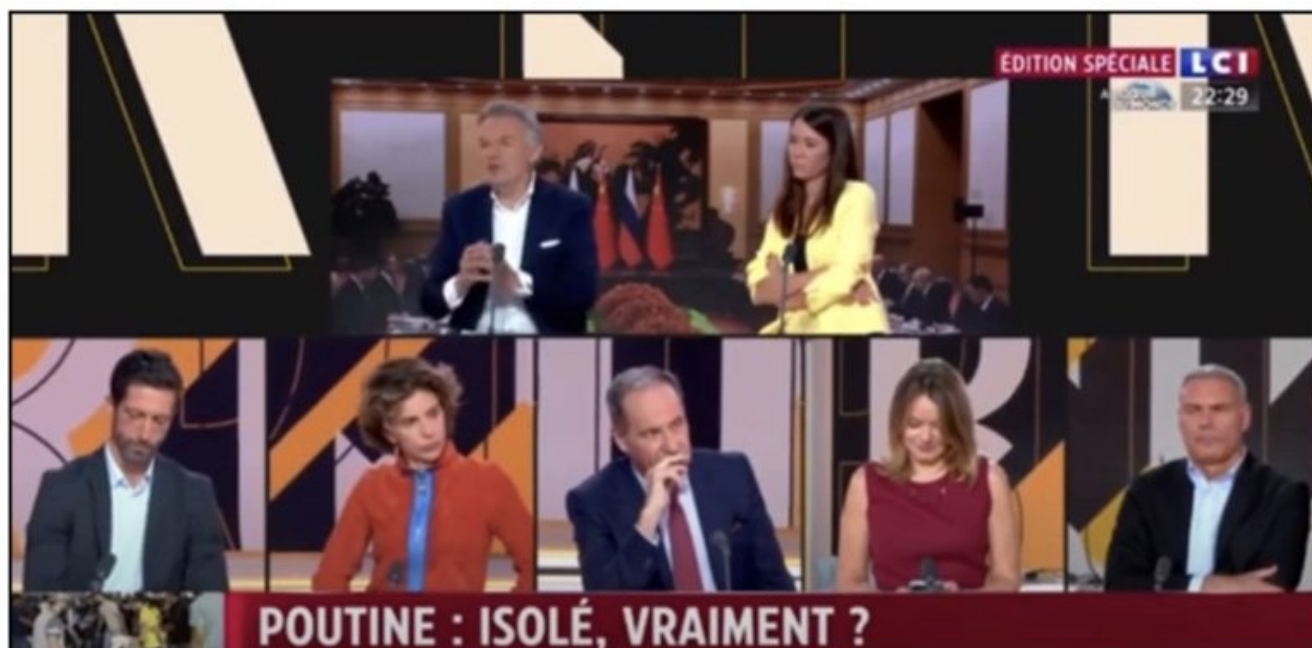 ÉDITION SPÉCIALE LCI
22:29
POUTINE : ISOLÉ, VRAIMENT ?